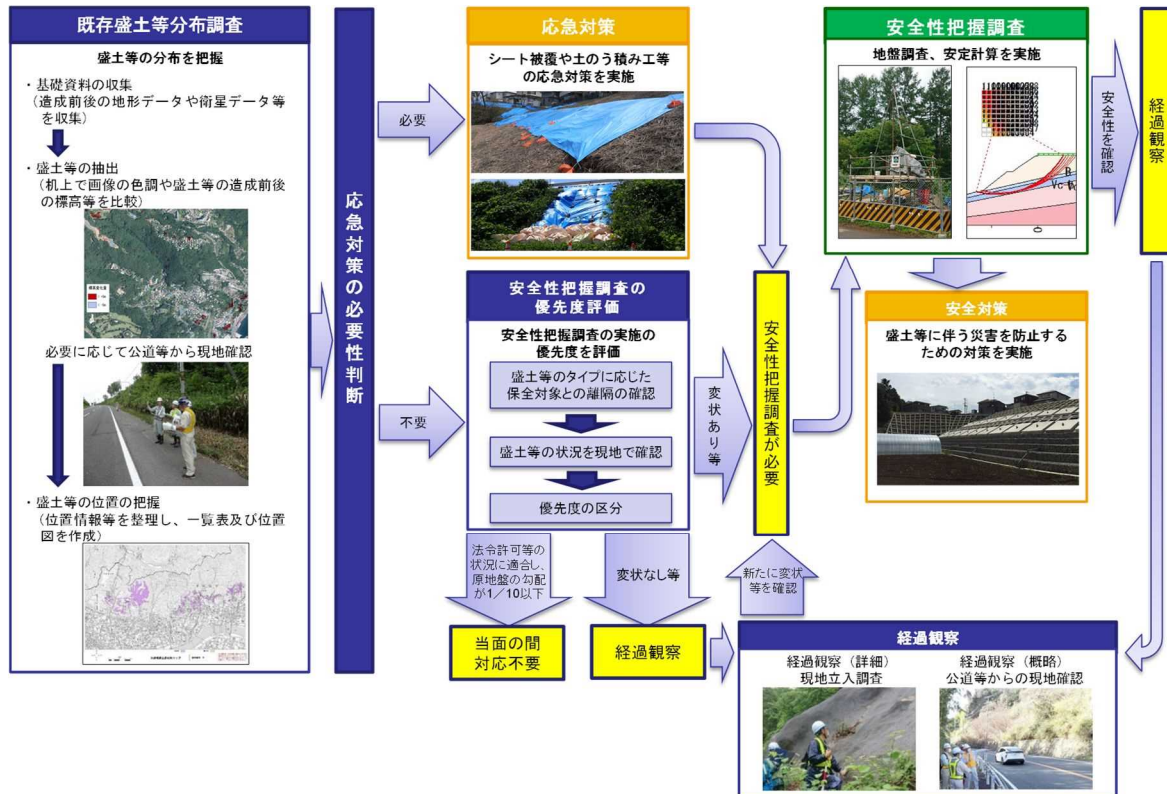 既存盛土等分布調査
盛土等の分布を把握
・基礎資料の収集
(造成前後の地形データや衛星データ等
を収集)
・盛土等の抽出
(机上で画像の色調や盛土等の造成前後
の標高等を比較)
必要に応じて公道等から現地確認
・盛土等の位置の把握
(位置情報等を整理し、一覧表及び位置
図を作成)
応急対策の必要性判断
必要
不要
応急対策
シート被覆や土のう積み工等
の応急対策を実施
安全性把握調査の
優先度評価
安全性把握調査の実施の
優先度を評価
盛土等のタイプに応じた
保全対象との離隔の確認
盛土等の状況を現地で確認
優先度の区分
法令許可等の
状況に適合し、
原地盤の勾配
が1/10以下
当面の間
対応不要
変状なし等
経過観察
変状あり等
安全性把握調査が必要
新たに変状
等を確認
安全性把握調査
地盤調査、安定計算を実施
B
Vc
安全性を確認
経過観察
安全対策
盛土等に伴う災害を防止する
ための対策を実施
経過観察
経過観察(詳細)
現地立入調査
経過観察(概略)
公道等からの現地確認